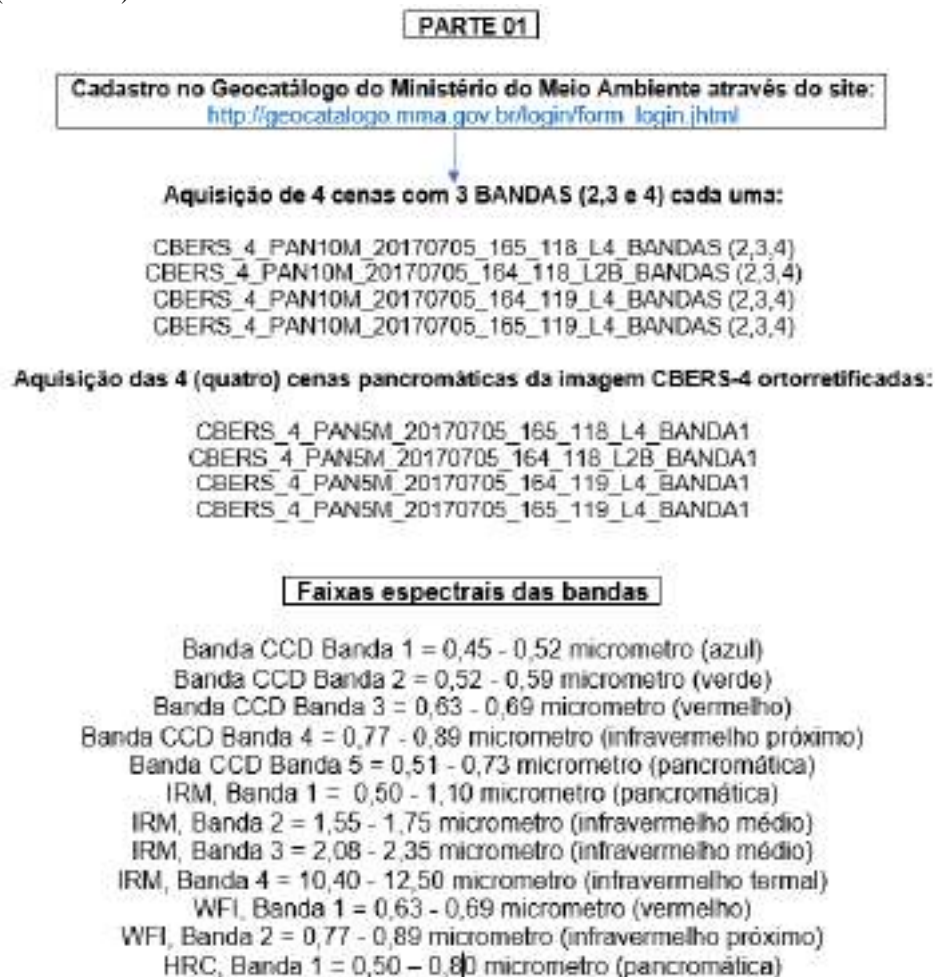 PARTE 01
Cadastro no Geocatálogo do Ministério do Meio Ambiente através do site:
http://geocatalogo.mma.gov.br/login/form_login.jhtml
Aquisição de 4 cenas com 3 BANDAS (2,3 e 4) cada uma:
CBERS_4_PAN10M_20170705_165_118_L4_BANDAS (2,3,4)
CBERS_4_PAN10M_20170705_164_118_L2B_BANDAS (2,3,4)
CBERS_4_PAN10M_20170705_164_119_L4_BANDAS (2,3,4)
CBERS_4_PAN10M_20170705_165_119_L4_BANDAS (2,3,4)
Aquisição das 4 (quatro) cenas pancromáticas da imagem CBERS-4 ortorretificadas:
CBERS_4_PAN5M_20170705_165_118_L4_BANDA1
CBERS_4_PAN5M_20170705_164_118_L2B_BANDA1
CBERS_4_PAN5M_20170705_164_119_L4_BANDA1
CBERS_4_PAN5M_20170705_165_119_L4_BANDA1
Faixas espectrais das bandas
Banda CCD Banda 1 = 0,45 - 0,52 micrometro (azul)
Banda CCD Banda 2 = 0,52 - 0,59 micrometro (verde)
Banda CCD Banda 3 = 0,63 - 0,69 micrometro (vermelho)
Banda CCD Banda 4 = 0,77 - 0,89 micrometro (infravermelho próximo)
Banda CCD Banda 5 = 0,51 - 0,73 micrometro (pancromática)
IRM, Banda 1 = 0,50 - 1,10 micrometro (pancromática)
IRM, Banda 2 = 1,55 - 1,75 micrometro (infravermelho médio)
IRM, Banda 3 = 2,08 - 2,35 micrometro (infravermelho médio)
IRM, Banda 4 = 10,40 - 12,50 micrometro (infravermelho termal)
WFI, Banda 1 = 0,63 - 0,69 micrometro (vermelho)
WFI, Banda 2 = 0,77 - 0,89 micrometro (infravermelho próximo)
HRC, Banda 1 = 0,50 – 0,80 micrometro (pancromática)